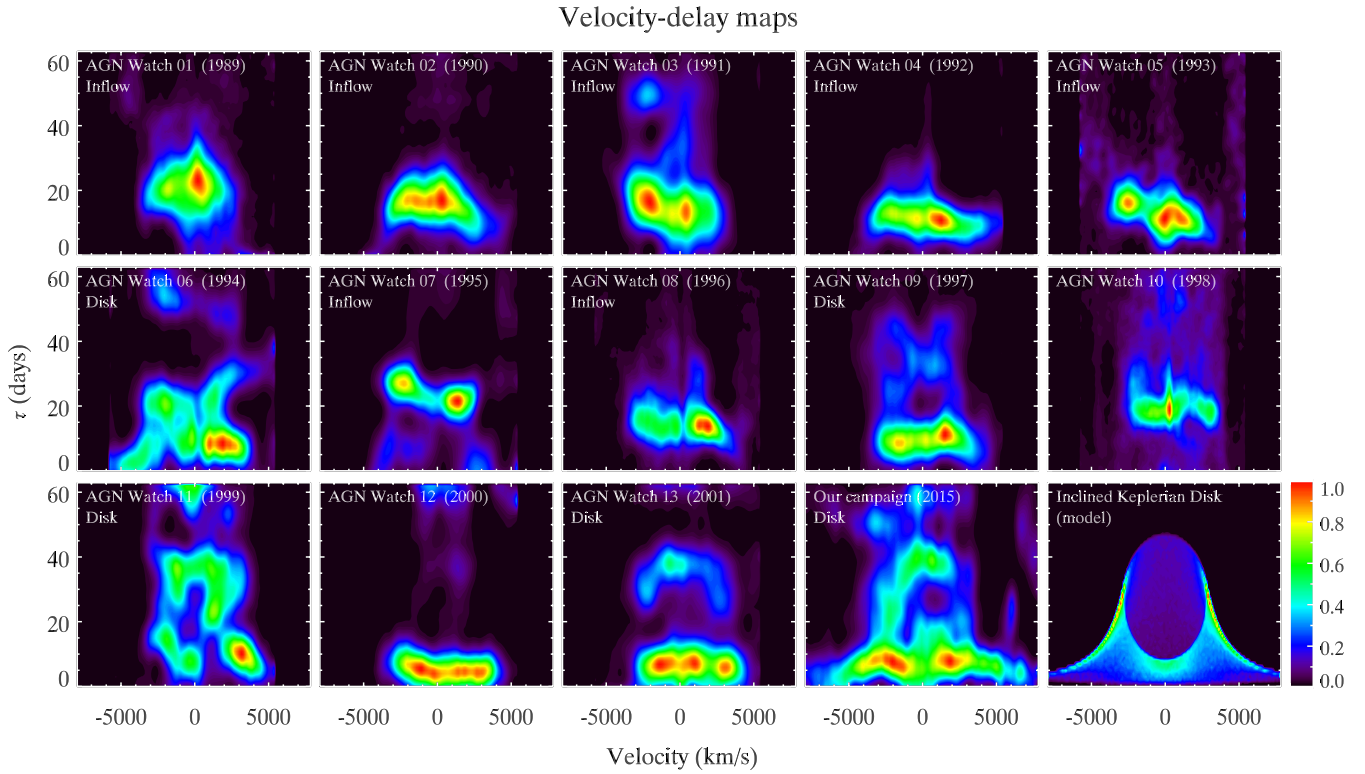 Velocity-delay maps
AGN Watch 01 (1989)
Inflow
AGN Watch 02 (1990)
Inflow
AGN Watch 03 (1991)
Inflow
AGN Watch 04 (1992)
Inflow
AGN Watch 05 (1993)
Inflow
60
40
20
0
AGN Watch 06 (1994)
Disk
AGN Watch 07 (1995)
Inflow
AGN Watch 08 (1996)
Inflow
AGN Watch 09 (1997)
Disk
AGN Watch 10 (1998)
60
40
20
0
τ (days)
AGN Watch 11 (1999)
Disk
AGN Watch 12 (2000)
AGN Watch 13 (2001)
Disk
Our campaign (2015)
Disk
Inclined Keplerian Disk
(model)
60
40
20
0
1.0
0.8
0.6
0.4
0.2
0.0
-5000 0 5000 -5000 0 5000 -5000 0 5000 -5000 0 5000 -5000 0 5000
Velocity (km/s)